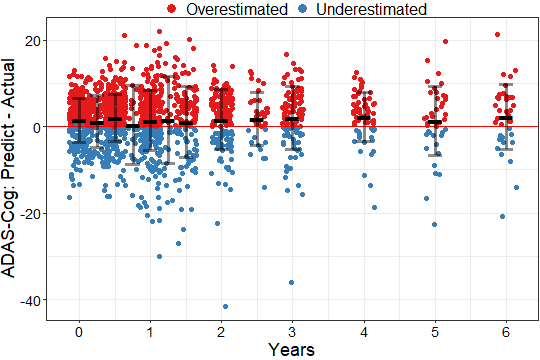 Overestimated Underestimated
ADAS-Cog: Predict - Actual
20
0
-20
-40
0 1 2 3 4 5 6
Years